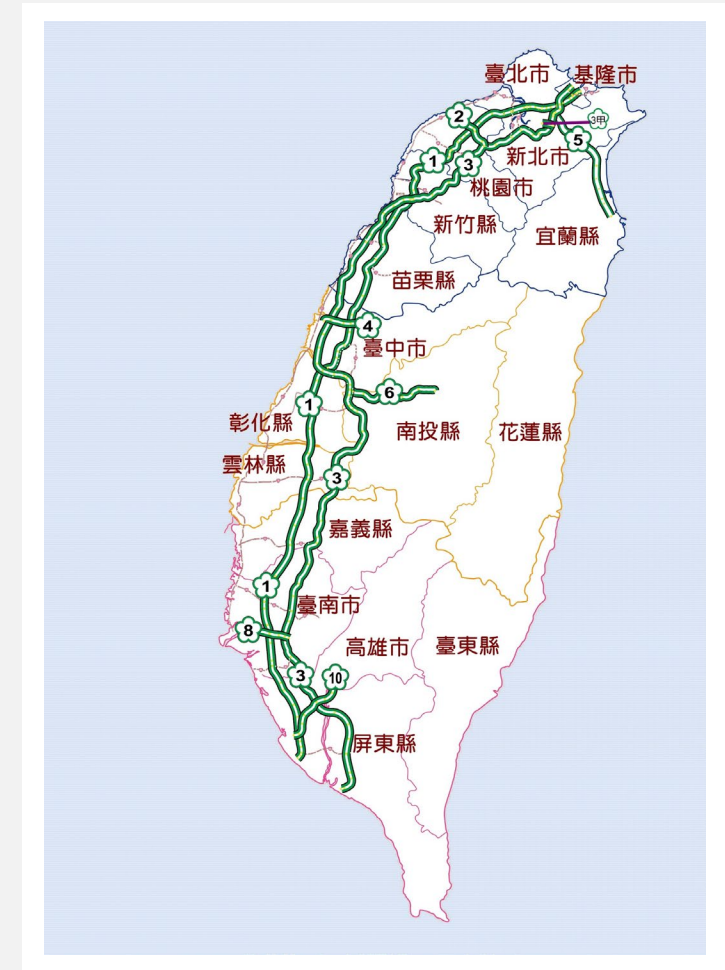 臺北市
基隆市
2
3甲
5
1
3
新北市
桃園市
新竹縣
宜蘭縣
苗栗縣
4
臺中市
6
1
彰化縣
南投縣
花蓮縣
雲林縣
3
嘉義縣
1
臺南市
8
高雄市
臺東縣
3
10
屏東縣